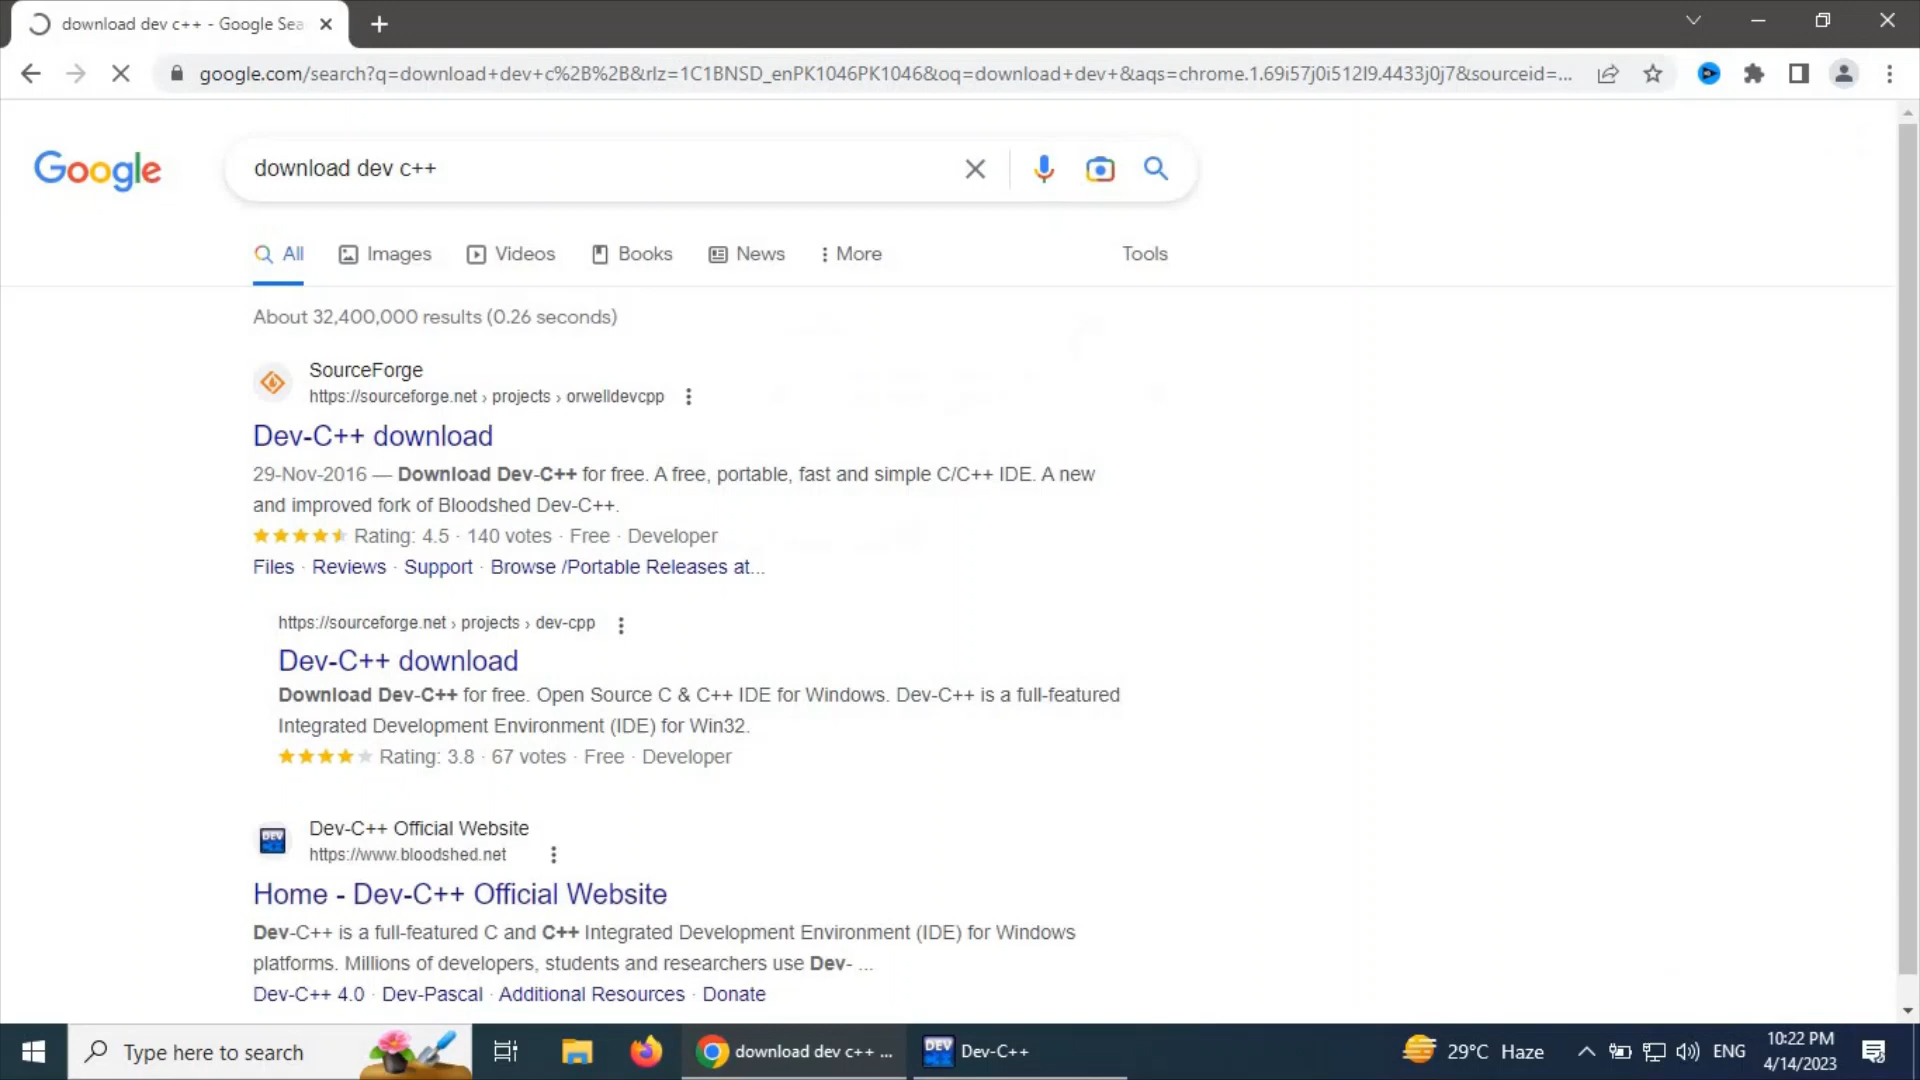 download dev c++ - Google Sea
google.com/search?q=download+dev+c%2B%2B&rlz=1C1BNSD_enPK1046PK1046&oq=download+dev+&aqs=chrome.1.69i57j0i512l9.4433j0j7&sourceid=...
Google
download dev c++
All Images Videos Books News More Tools
About 32,400,000 results (0.26 seconds)
SourceForge
https://sourceforge.net › projects › orwelldevcpp
Dev-C++ download
29-Nov-2016 — Download Dev-C++ for free. A free, portable, fast and simple C/C++ IDE. A new
and improved fork of Bloodshed Dev-C++.
Rating: 4.5 · 140 votes · Free · Developer
Files · Reviews · Support · Browse /Portable Releases at...
https://sourceforge.net › projects › dev-cpp
Dev-C++ download
Download Dev-C++ for free. Open Source C & C++ IDE for Windows. Dev-C++ is a full-featured
Integrated Development Environment (IDE) for Win32.
Rating: 3.8 · 67 votes · Free · Developer
Dev-C++ Official Website
https://www.bloodshed.net
Home - Dev-C++ Official Website
Dev-C++ is a full-featured C and C++ Integrated Development Environment (IDE) for Windows
platforms. Millions of developers, students and researchers use Dev- ...
Dev-C++ 4.0 · Dev-Pascal · Additional Resources · Donate
Type here to search
download dev c++ ...
DEV
Dev-C++
29°C Haze
ENG
10:22 PM
4/14/2023